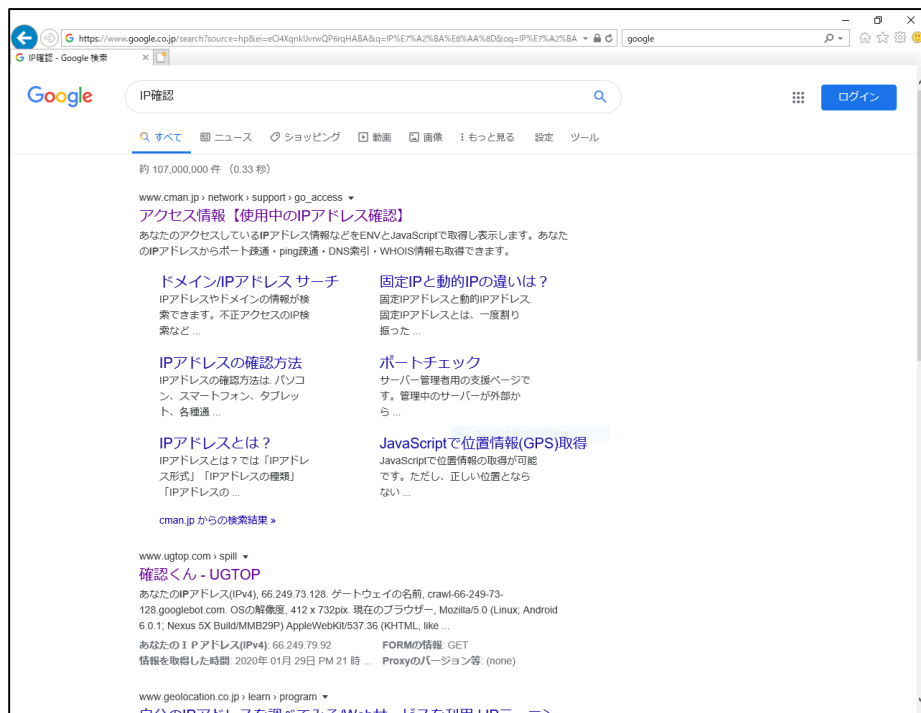 https://www.google.co.jp/search?source=hp&ei=eCl4XqnkIJvrwQP6rqHABA&q=IP%E7%A2%BA%E8%AA%8D&oq=IP%E7%A2%BA
google
IP確認 - Google 検索
Google
IP確認
ログイン
すべて ニュース ショッピング 動画 画像 もっと見る 設定 ツール
約 107,000,000 件 (0.33 秒)
www.cman.jp › network › support › go_access
アクセス情報【使用中のIPアドレス確認】
あなたのアクセスしているIPアドレス情報などをENVとJavaScriptで取得し表示します。あなた
のIPアドレスからポート疎通・ping疎通・DNS索引・WHOIS情報も取得できます。
ドメイン/IPアドレス サーチ
IPアドレスやドメインの情報が検
索できます。不正アクセスのIP検
索など ...
固定IPと動的IPの違いは？
固定IPアドレスと動的IPアドレス.
固定IPアドレスとは、一度割り
振った ...
IPアドレスの確認方法
IPアドレスの確認方法は. パソコ
ン、スマートフォン、タブレッ
ト、各種通 ...
ポートチェック
サーバー管理者用の支援ページで
す。管理中のサーバーが外部か
ら ...
IPアドレスとは？
IPアドレスとは？では「IPアドレ
ス形式」「IPアドレスの種類」
「IPアドレスの ...
JavaScriptで位置情報(GPS)取得
JavaScriptで位置情報の取得が可能
です。ただし、正しい位置となら
ない ...
cman.jp からの検索結果 »
www.ugtop.com › spill
確認くん - UGTOP
あなたのIPアドレス(IPv4), 66.249.73.128. ゲートウェイの名前, crawl-66-249-73-
128.googlebot.com. OSの解像度, 412 x 732pix. 現在のブラウザー, Mozilla/5.0 (Linux; Android
6.0.1; Nexus 5X Build/MMB29P) AppleWebKit/537.36 (KHTML, like ...
あなたのＩＰアドレス(IPv4): 66.249.79.92
FORMの情報: GET
情報を取得した時間: 2020年 01月 29日 PM 21 時 ...
Proxyのバージョン等: (none)
www.geolocation.co.jp › learn › program